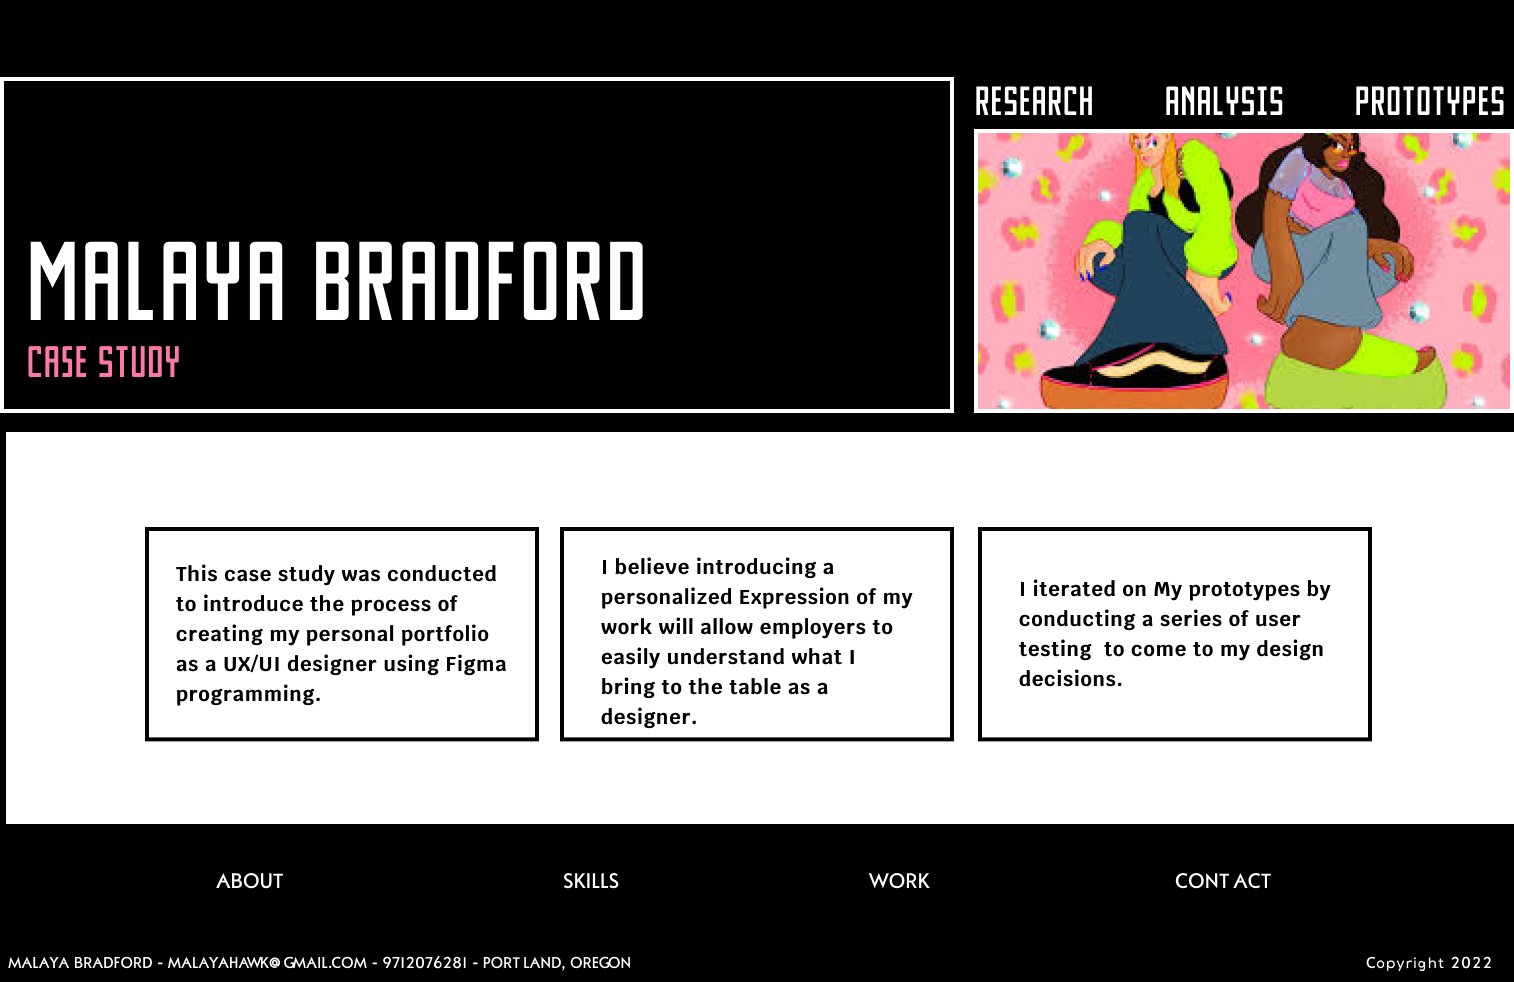 RESEARCH ANALYSIS PROTOTYPES
MALAYA BRADFORD
CASE STUDY
This case study was conducted
to introduce the process of
creating my personal portfolio
as a UX/UI designer using Figma
programming.
I believe introducing a
personalized Expression of my
work will allow employers to
easily understand what I
bring to the table as a
designer.
I iterated on My prototypes by
conducting a series of user
testing  to come to my design
decisions.
ABOUT SKILLS WORK CONTACT
MALAYA BRADFORD - MALAYAHAWK@GMAIL.COM - 9712076281 - PORTLAND, OREGON
Copyright 2022